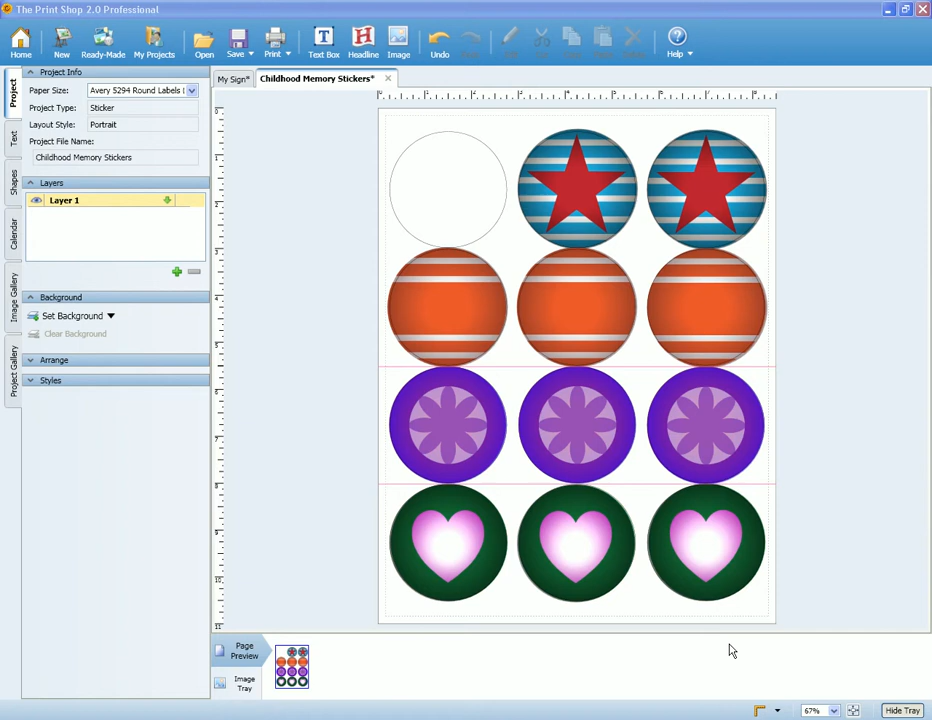 The Print Shop 2.0 Professional
Home New Ready-Made My Projects Open Save Print Text Box Headline Image Undo Help
Project Info
My Sign* Childhood Memory Stickers*
Paper Size: Avery 5294 Round Labels
Project Type: Sticker
Layout Style: Portrait
Project File Name:
Childhood Memory Stickers
Layers
Layer 1
Background
Set Background
Clear Background
Arrange
Styles
Project
Text
Shapes
Calendar
Image Gallery
Project Gallery
Page Preview
Image Tray
67% Hide Tray